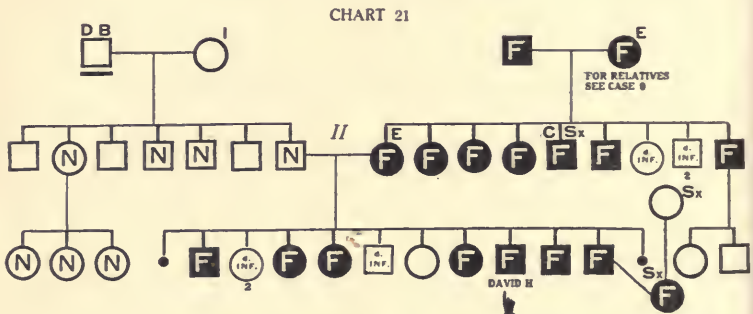 CHART 21
D B I F F E
FOR RELATIVES
SEE CASE 9
N N N N II E F F F F C F Sx F d. INF. d. INF. 2 F
Sx
N N N F d. INF. 2 F F d. INF. F F F F Sx
DAVID H F